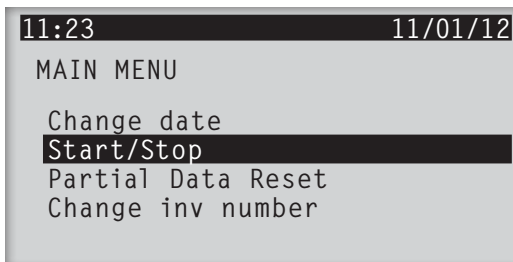 11:23 11/01/12
MAIN MENU
Change date
Start/Stop
Partial Data Reset
Change inv number